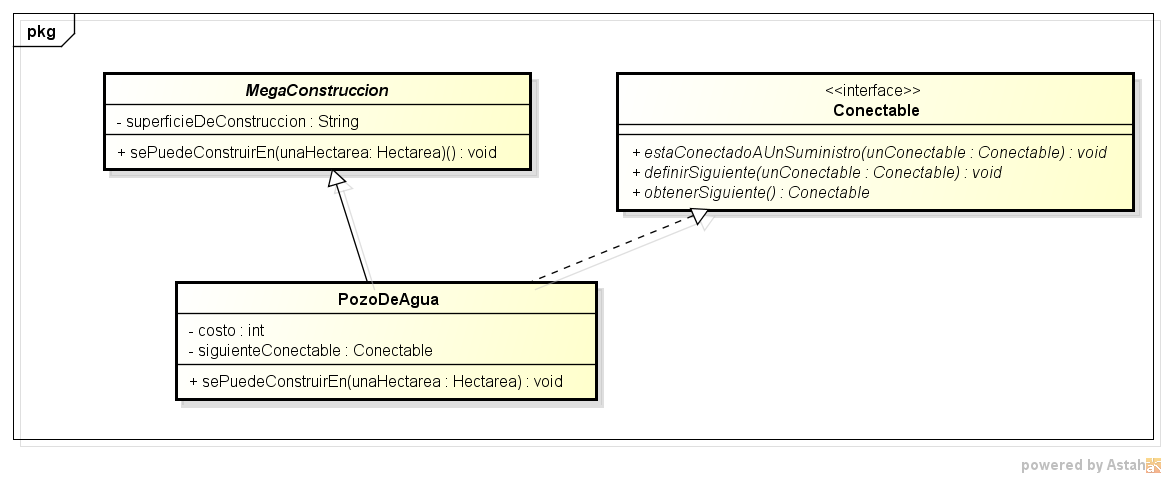 pkg
MegaConstruccion
- superficieDeConstruccion : String
+ sePuedeConstruirEn(unaHectarea: Hectarea)() : void
<<interface>>
Conectable
+ estaConectadoAUnSuministro(unConectable : Conectable) : void
+ definirSiguiente(unConectable : Conectable) : void
+ obtenerSiguiente() : Conectable
PozoDeAgua
- costo : int
- siguienteConectable : Conectable
+ sePuedeConstruirEn(unaHectarea : Hectarea) : void
powered by Astah